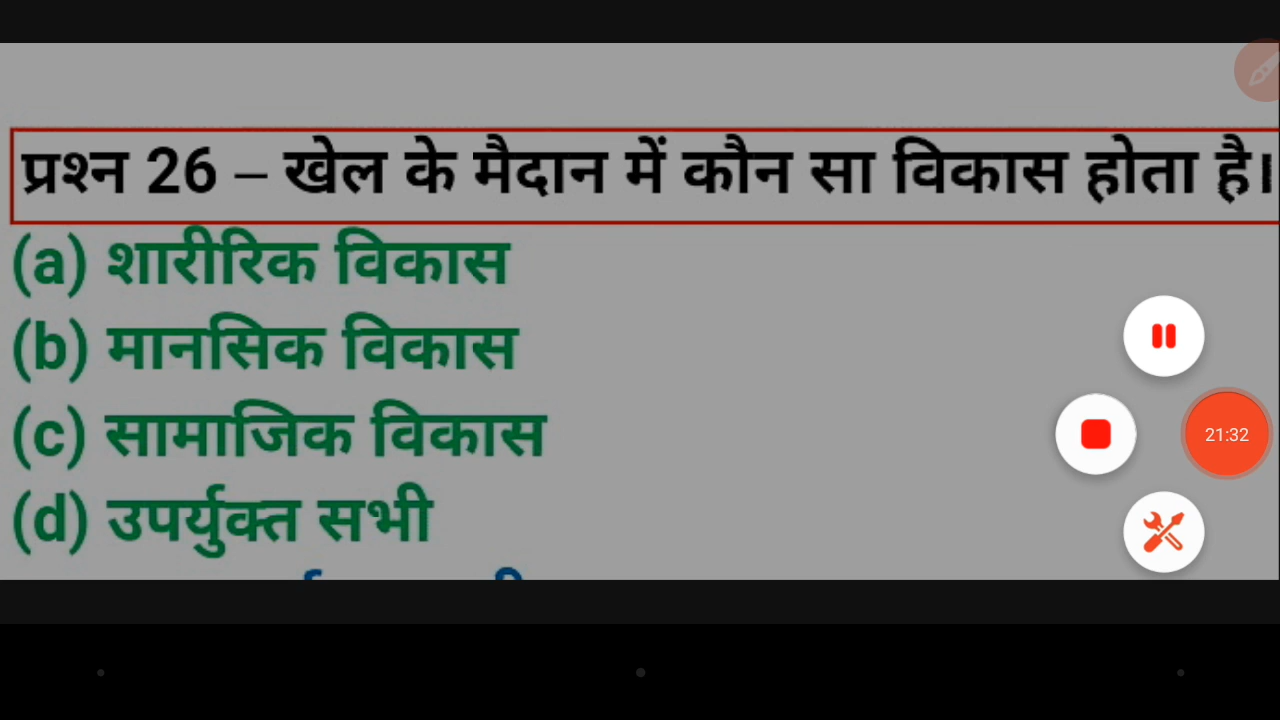 प्रश्न 26 – खेल के मैदान में कौन सा विकास होता है।
(a) शारीरिक विकास
(b) मानसिक विकास
(c) सामाजिक विकास
(d) उपर्युक्त सभी
21:32